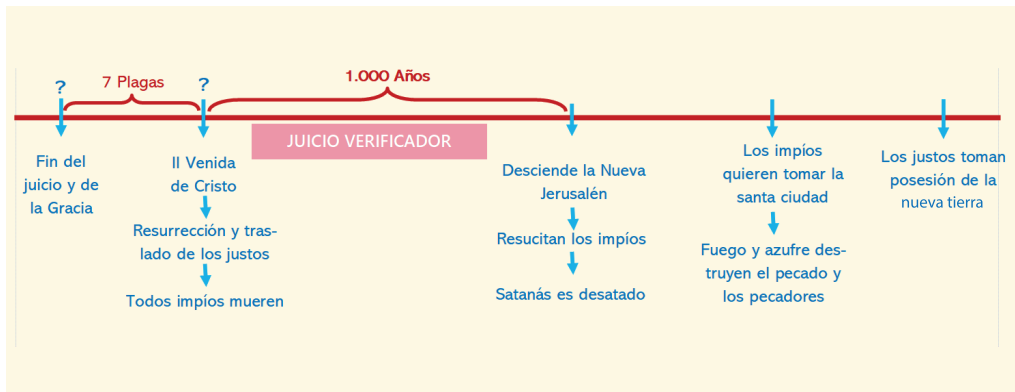 ?
7 Plagas
?
1.000 Años
JUICIO VERIFICADOR
Fin del
juicio y de
la Gracia
II Venida
de Cristo
Resurrección y tras-
lado de los justos
Todos impíos mueren
Desciende la Nueva
Jerusalén
Resucitan los impíos
Satanás es desatado
Los impíos
quieren tomar la
santa ciudad
Fuego y azufre des-
truyen el pecado y
los pecadores
Los justos toman
posesión de la
nueva tierra